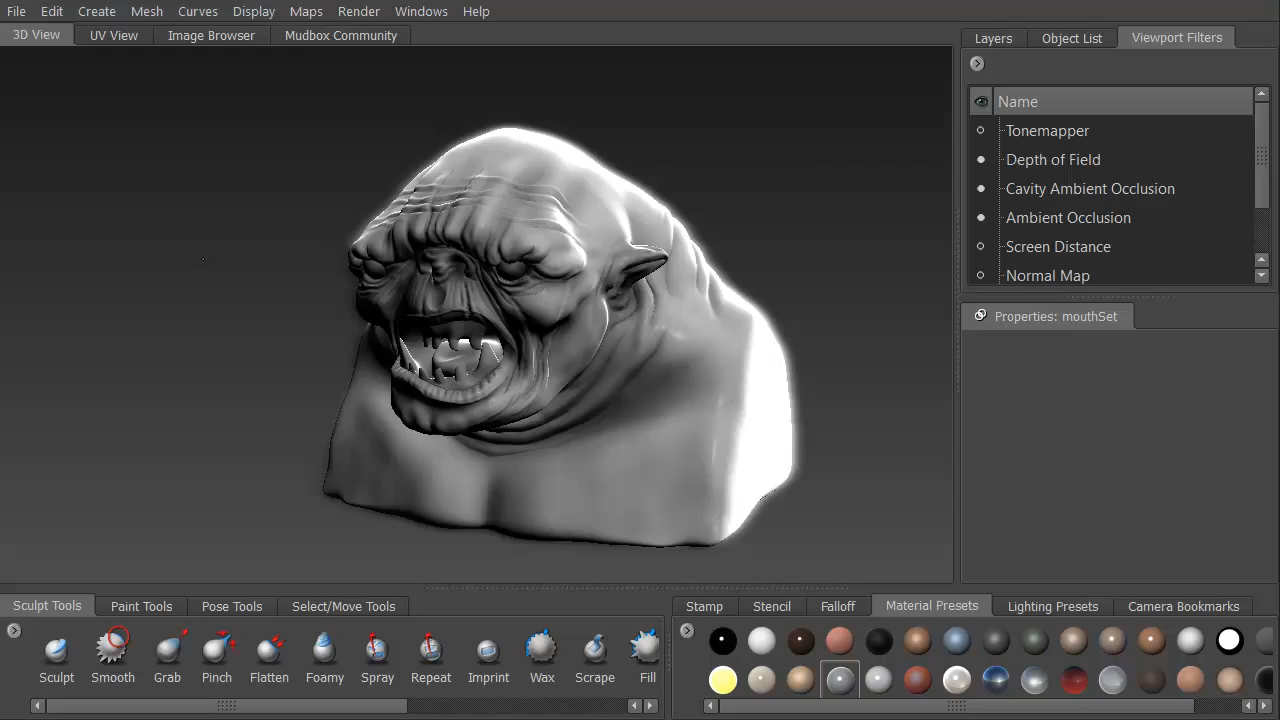 File Edit Create Mesh Curves Display Maps Render Windows Help
3D View UV View Image Browser Mudbox Community
Layers Object List Viewport Filters
Name
Tonemapper
Depth of Field
Cavity Ambient Occlusion
Ambient Occlusion
Screen Distance
Normal Map
Properties: mouthSet
Sculpt Tools Paint Tools Pose Tools Select/Move Tools
Stamp Stencil Falloff Material Presets Lighting Presets Camera Bookmarks
Sculpt Smooth Grab Pinch Flatten Foamy Spray Repeat Imprint Wax Scrape Fill